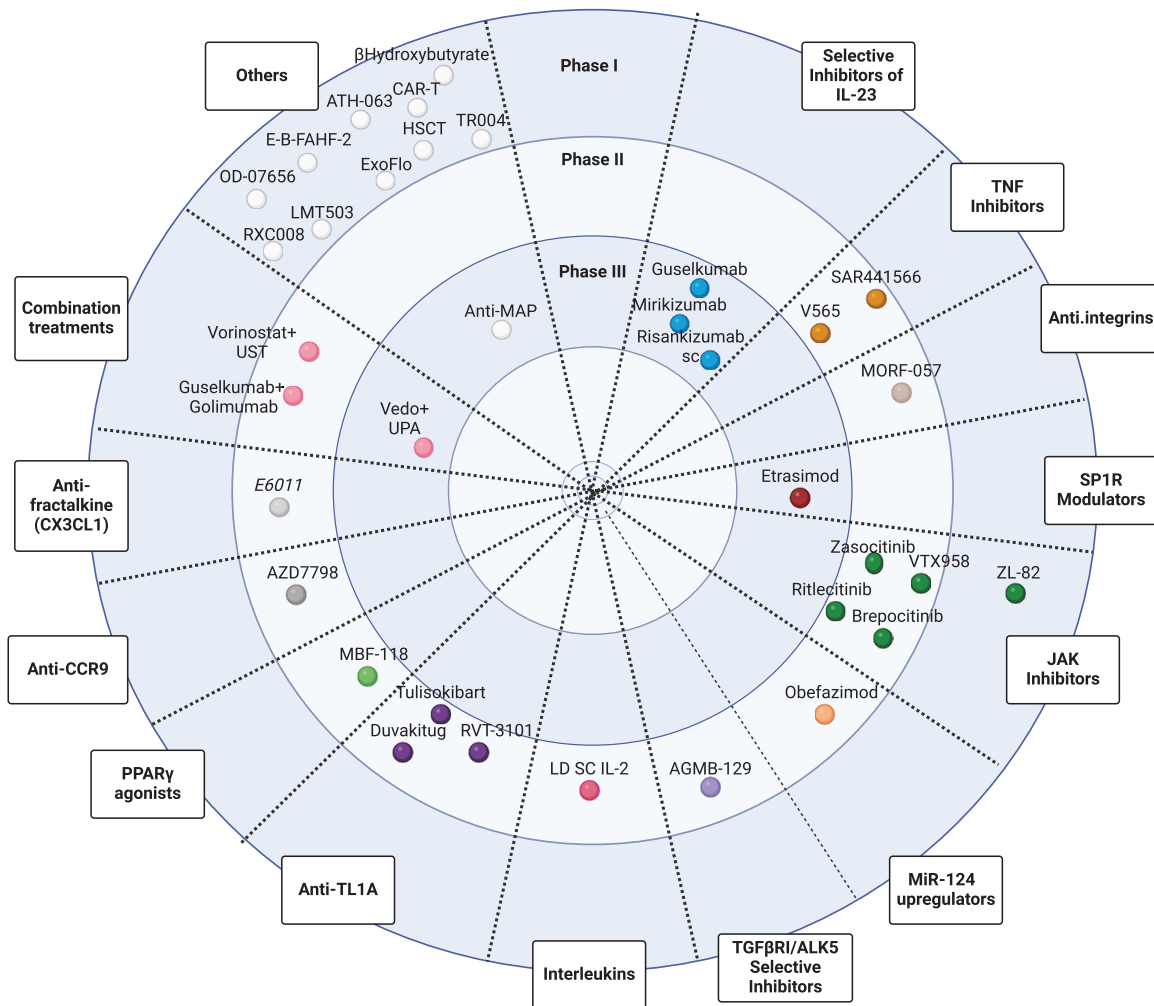 Others
βHydroxybutyrate
CAR-T
ATH-063
HSCT
TR004
E-B-FAHF-2
ExoFlo
OD-07656
LMT503
RXC008
Phase I
Phase II
Phase III
Anti-MAP
Selective
Inhibitors of
IL-23
Guselkumab
Mirikizumab
Risankizumab
sc
TNF
Inhibitors
SAR441566
V565
Anti.integrins
MORF-057
SP1R
Modulators
Etrasimod
JAK
Inhibitors
Zasocitinib
VTX958
ZL-82
Ritlecitinib
Brepocitinib
MiR-124
upregulators
Obefazimod
TGFβRI/ALK5
Selective
Inhibitors
AGMB-129
Interleukins
LD SC IL-2
Anti-TL1A
Tulisokibart
Duvakitug
RVT-3101
PPARγ
agonists
MBF-118
Anti-CCR9
AZD7798
Anti-
fractalkine
(CX3CL1)
E6011
Combination
treatments
Vorinostat+
UST
Guselkumab+
Golimumab
Vedo+
UPA